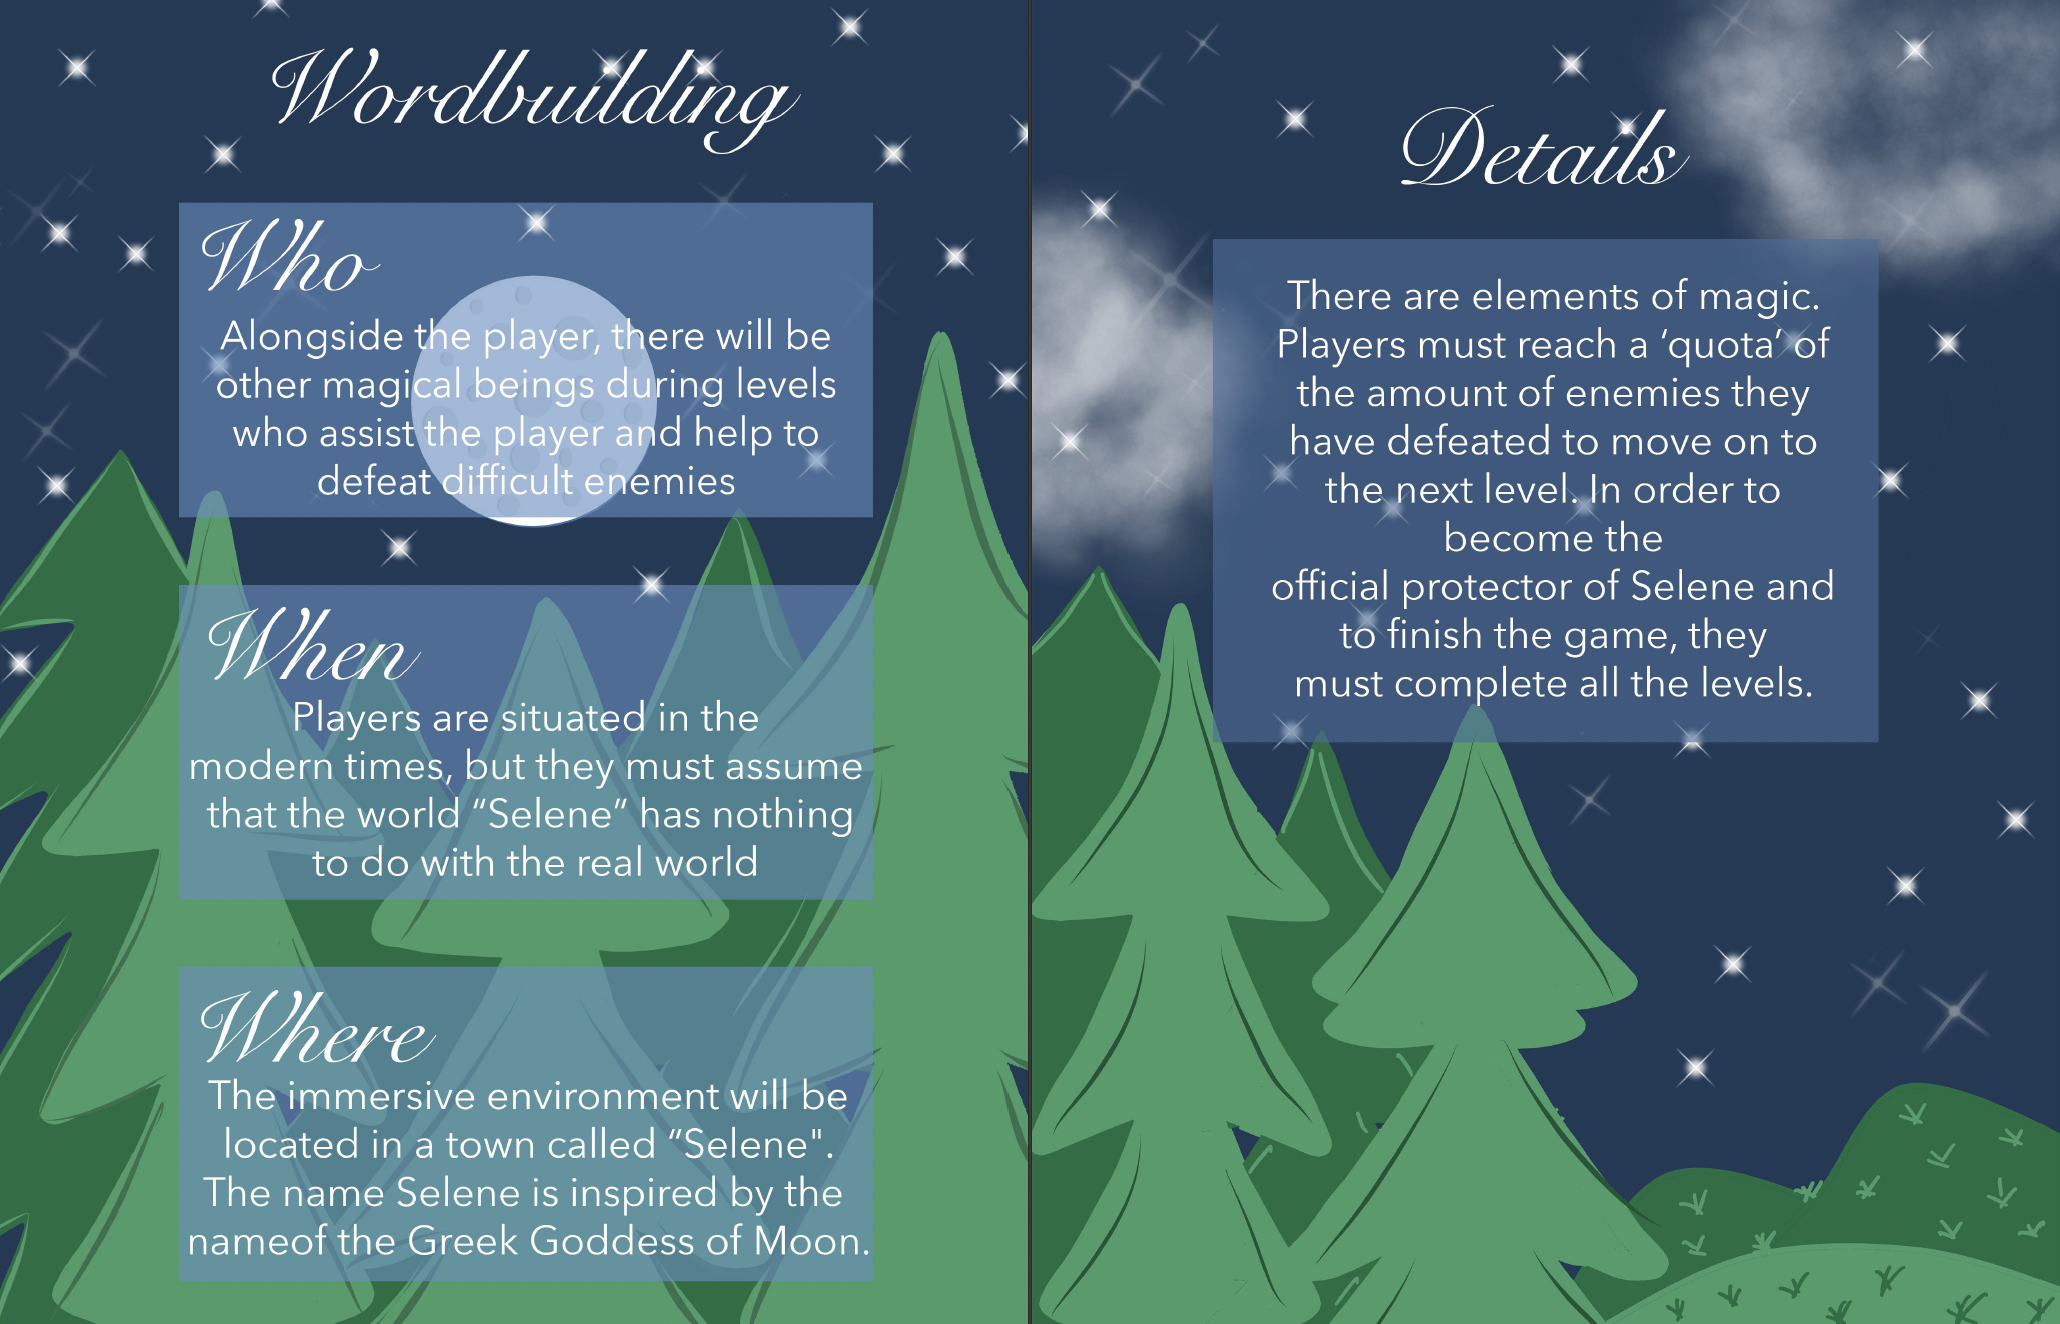 Wordbuilding
Who
Alongside the player, there will be
other magical beings during levels
who assist the player and help to
defeat difficult enemies
When
Players are situated in the
modern times, but they must assume
that the world “Selene” has nothing
to do with the real world
Where
The immersive environment will be
located in a town called “Selene".
The name Selene is inspired by the
nameof the Greek Goddess of Moon.
Details
There are elements of magic.
Players must reach a ‘quota’ of
the amount of enemies they
have defeated to move on to
the next level. In order to
become the
official protector of Selene and
to finish the game, they
must complete all the levels.